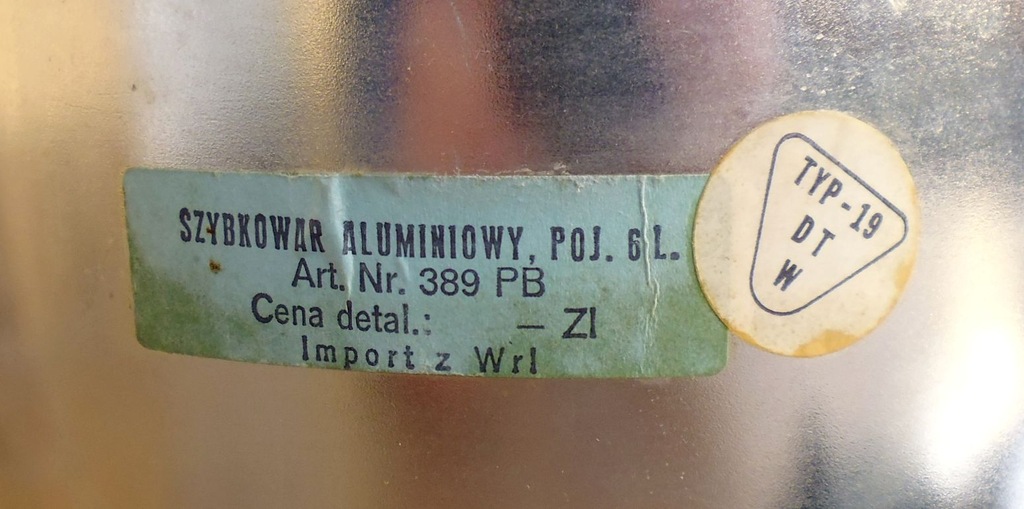 SZYBKOWAR ALUMINIOWY, POJ. 6 L.
Art. Nr. 389 PB
Cena detal.: — Zl
Import z Wrl
TYP-19
DT
W